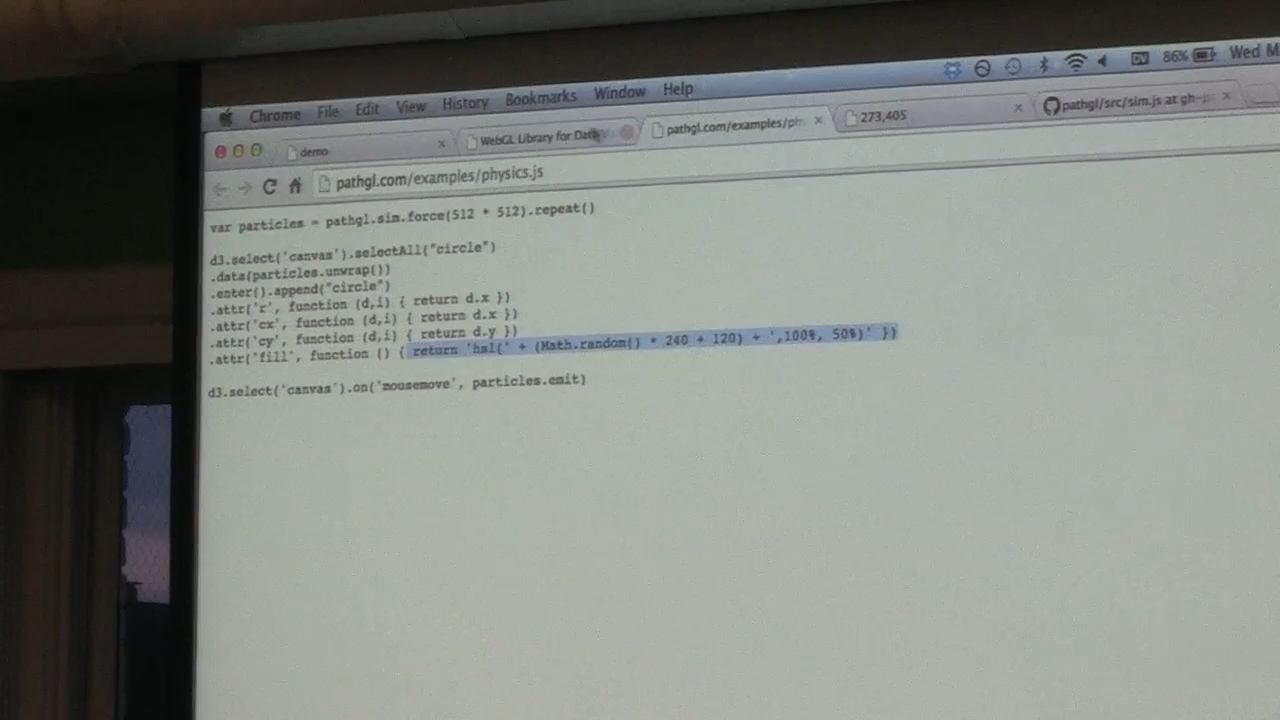 Chrome File Edit View History Bookmarks Window Help 86% Wed M
demo WebGL Library for Dat pathgl.com/examples/ph 273,405 pathgl/src/sim.js at gh-p
pathgl.com/examples/physics.js
var particles = pathgl.sim.force(512 * 512).repeat()
d3.select('canvas').selectAll("circle")
.data(particles.unwrap())
.enter().append("circle")
.attr('r', function (d,i) { return d.x })
.attr('cx', function (d,i) { return d.x })
.attr('cy', function (d,i) { return d.y })
.attr('fill', function () { return 'hsl(' + (Math.random() * 240 + 120) + ',100%, 50%)' })
d3.select('canvas').on('mousemove', particles.emit)